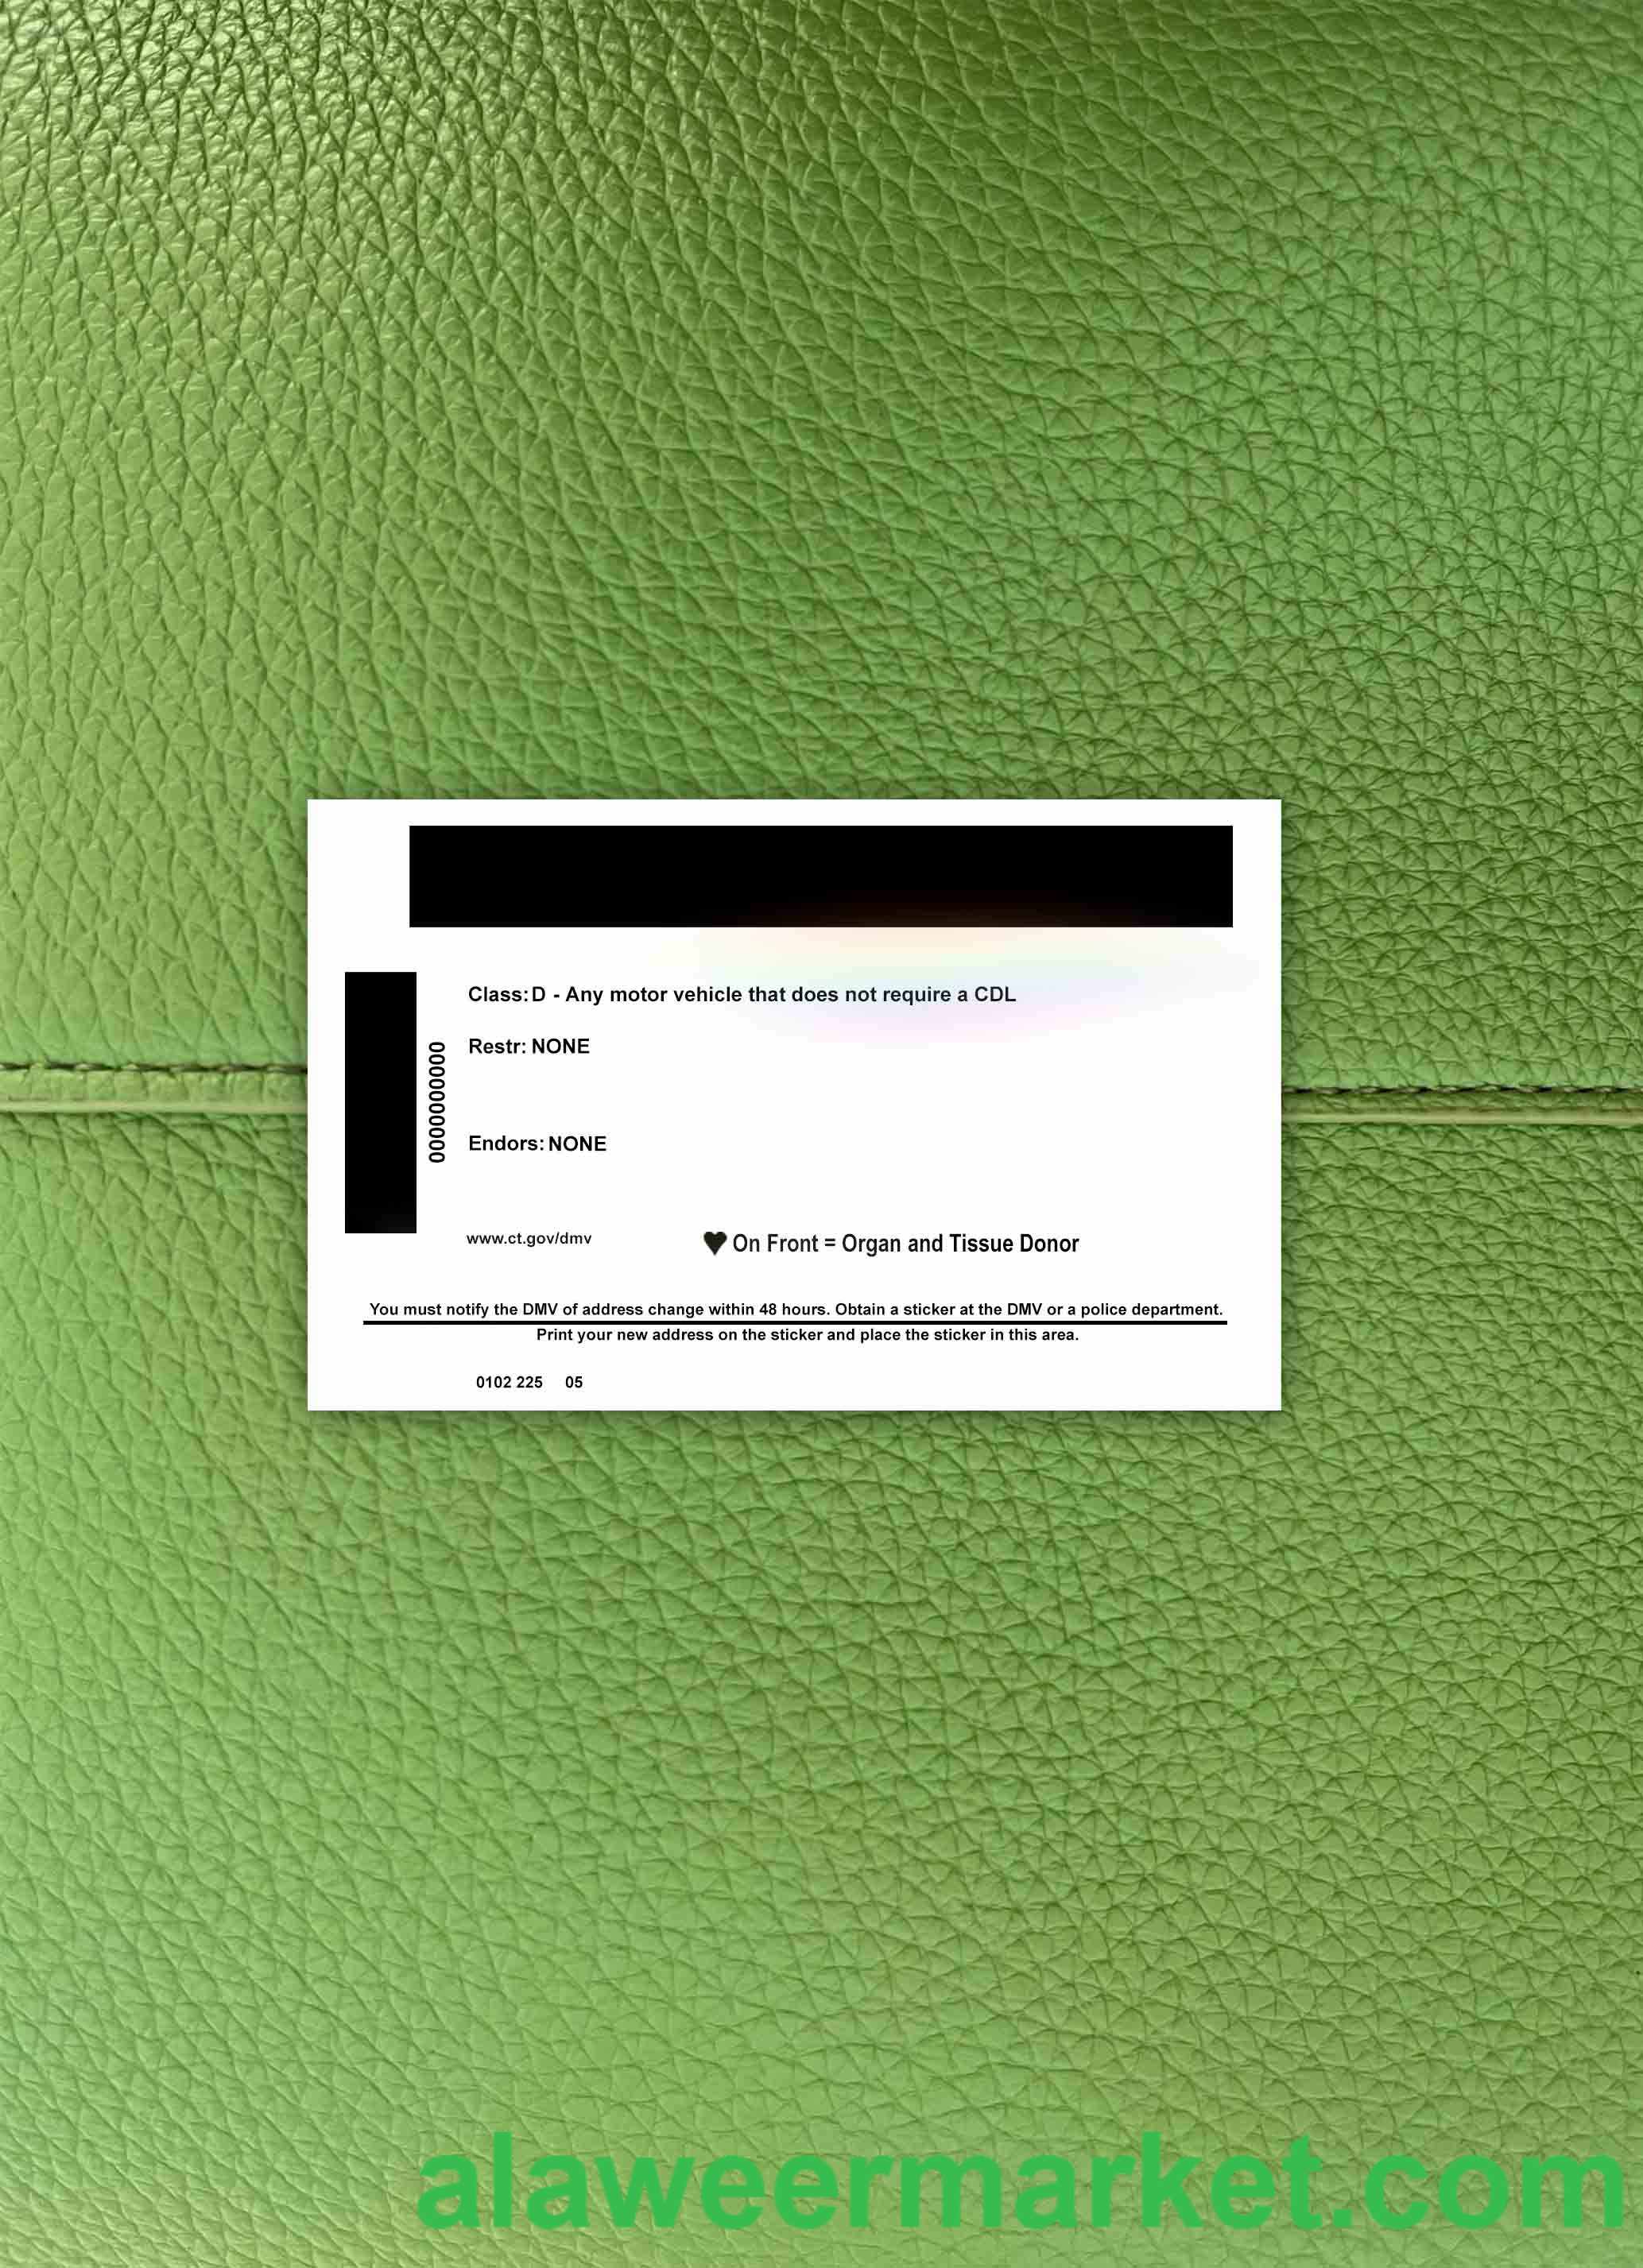 Class: D - Any motor vehicle that does not require a CDL
Restr: NONE
0000000000
Endors: NONE
www.ct.gov/dmv
♥ On Front = Organ and Tissue Donor
You must notify the DMV of address change within 48 hours. Obtain a sticker at the DMV or a police department.
Print your new address on the sticker and place the sticker in this area.
0102 225 05
alaweermarket.com